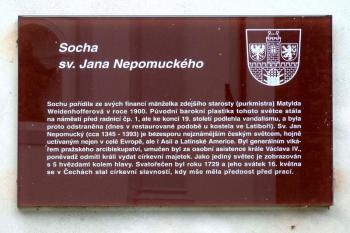 Socha
sv. Jana Nepomuckého
Sochu pořídila ze svých financí manželka zdejšího starosty (purkmistra) Matylda
Weidenhofferová v roce 1900. Původní barokní plastika tohoto světce stála
na náměstí před radnicí čp. 1, ale ke konci 19. století podlehla vandalismu, a byla
proto odstraněna (dnes v restaurované podobě u kostela ve Latiboři). Sv. Jan
Nepomucký (cca 1345 - 1393) je bezesporu nejznámějším českým světcem, hojně
uctívaným nejen v celé Evropě, ale i Asii a Latinské Americe. Byl generálním viká-
řem pražského arcibiskupství, umučen byl za osobní asistence krále Václava IV.,
poněvadž odmítl králi vydat církevní majetek. Jako jediný světec je zobrazován
s 5 hvězdami kolem hlavy. Svatořečen byl roku 1729 a jeho svátek 16. května
se v Čechách stal církevní slavností, kdy mše měla přednost před prací.